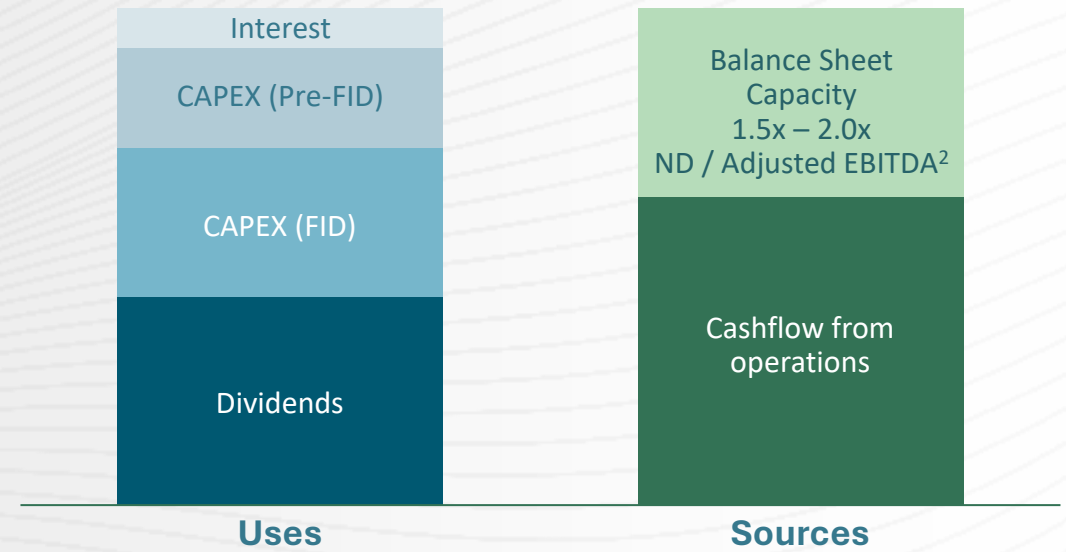 Interest
CAPEX (Pre-FID)
CAPEX (FID)
Dividends
Uses
Balance Sheet
Capacity
1.5x – 2.0x
ND / Adjusted EBITDA²
Cashflow from
operations
Sources